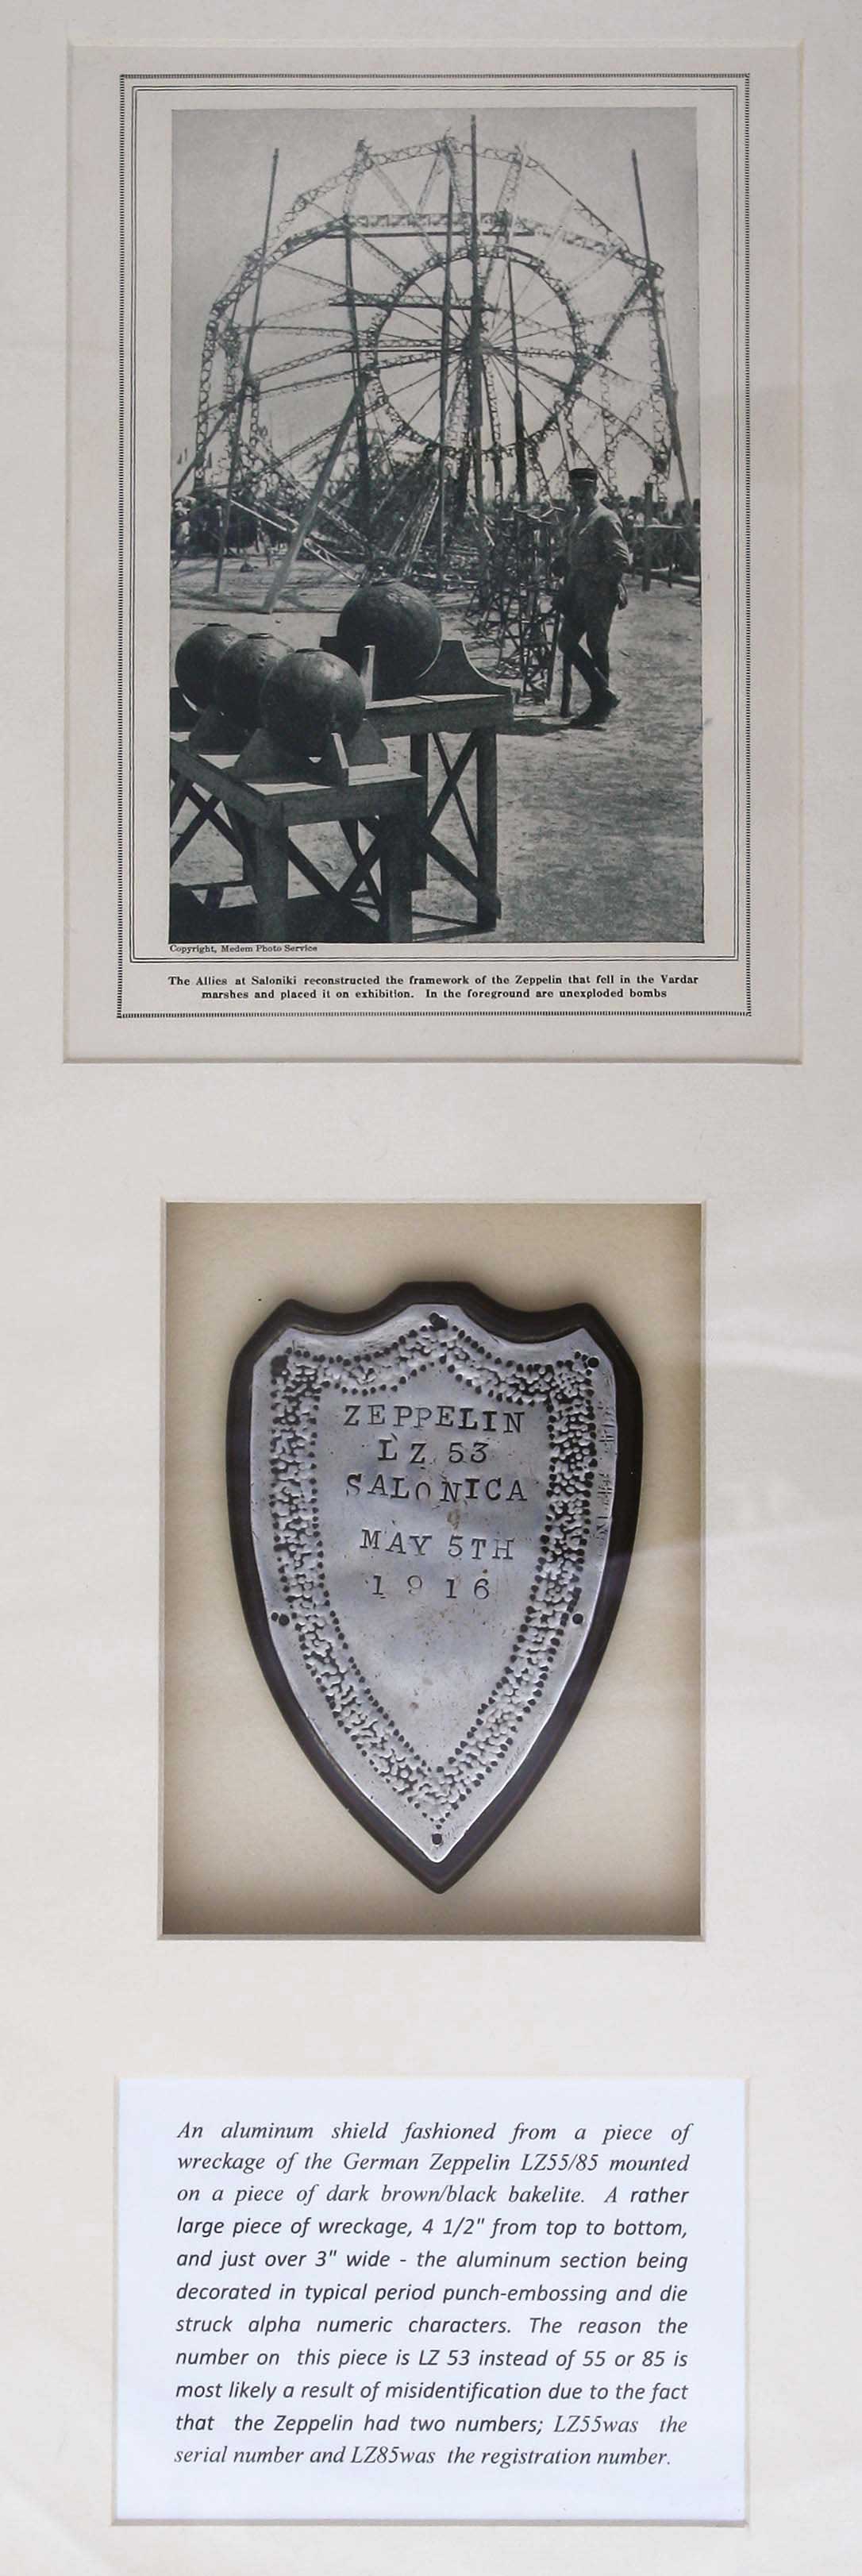 Copyright, Medem Photo Service
The Allies at Saloniki reconstructed the framework of the Zeppelin that fell in the Vardar
marshes and placed it on exhibition. In the foreground are unexploded bombs
ZEPPELIN
LZ 53
SALONICA
MAY 5TH
1916
An aluminum shield fashioned from a piece of
wreckage of the German Zeppelin LZ55/85 mounted
on a piece of dark brown/black bakelite. A rather
large piece of wreckage, 4 1/2" from top to bottom,
and just over 3" wide - the aluminum section being
decorated in typical period punch-embossing and die
struck alpha numeric characters. The reason the
number on this piece is LZ 53 instead of 55 or 85 is
most likely a result of misidentification due to the fact
that the Zeppelin had two numbers; LZ55was the
serial number and LZ85was the registration number.